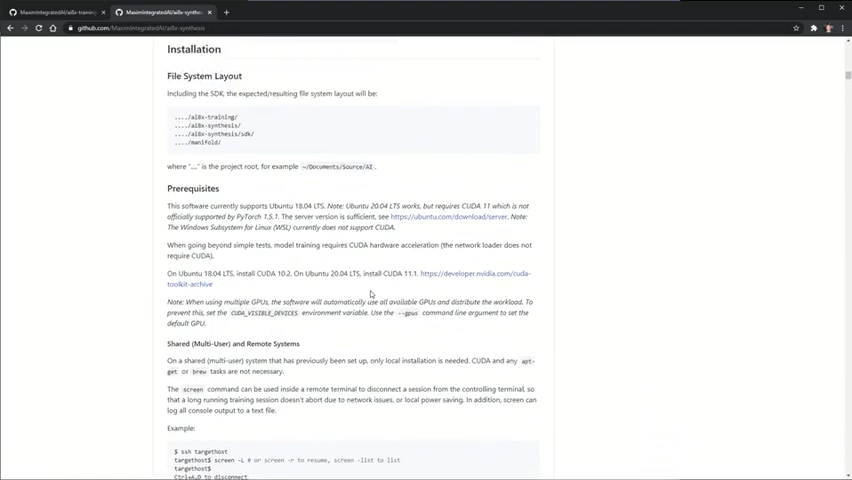 MaximIntegratedAI/ai8x-training
MaximIntegratedAI/ai8x-synthesis
github.com/MaximIntegratedAI/ai8x-synthesis
Installation
File System Layout
Including the SDK, the expected/resulting file system layout will be:
..../ai8x-training/
..../ai8x-synthesis/
..../ai8x-synthesis/sdk/
..../manifold/
where "...." is the project root, for example ~/Documents/Source/AI.
Prerequisites
This software currently supports Ubuntu 18.04 LTS. Note: Ubuntu 20.04 LTS works, but requires CUDA 11 which is not
officially supported by PyTorch 1.5.1. The server version is sufficient, see https://ubuntu.com/download/server. Note:
The Windows Subsystem for Linux (WSL) currently does not support CUDA.
When going beyond simple tests, model training requires CUDA hardware acceleration (the network loader does not
require CUDA).
On Ubuntu 18.04 LTS, install CUDA 10.2. On Ubuntu 20.04 LTS, install CUDA 11.1. https://developer.nvidia.com/cuda-
toolkit-archive
Note: When using multiple GPUs, the software will automatically use all available GPUs and distribute the workload. To
prevent this, set the CUDA_VISIBLE_DEVICES environment variable. Use the --gpus command line argument to set the
default GPU.
Shared (Multi-User) and Remote Systems
On a shared (multi-user) system that has previously been set up, only local installation is needed. CUDA and any apt-
get or brew tasks are not necessary.
The screen command can be used inside a remote terminal to disconnect a session from the controlling terminal, so
that a long running training session doesn't abort due to network issues, or local power saving. In addition, screen can
log all console output to a text file.
Example:
$ ssh targethost
targethost$ screen -L # or screen -r to resume, screen -list to list
targethost$
Ctrl+A,D to disconnect